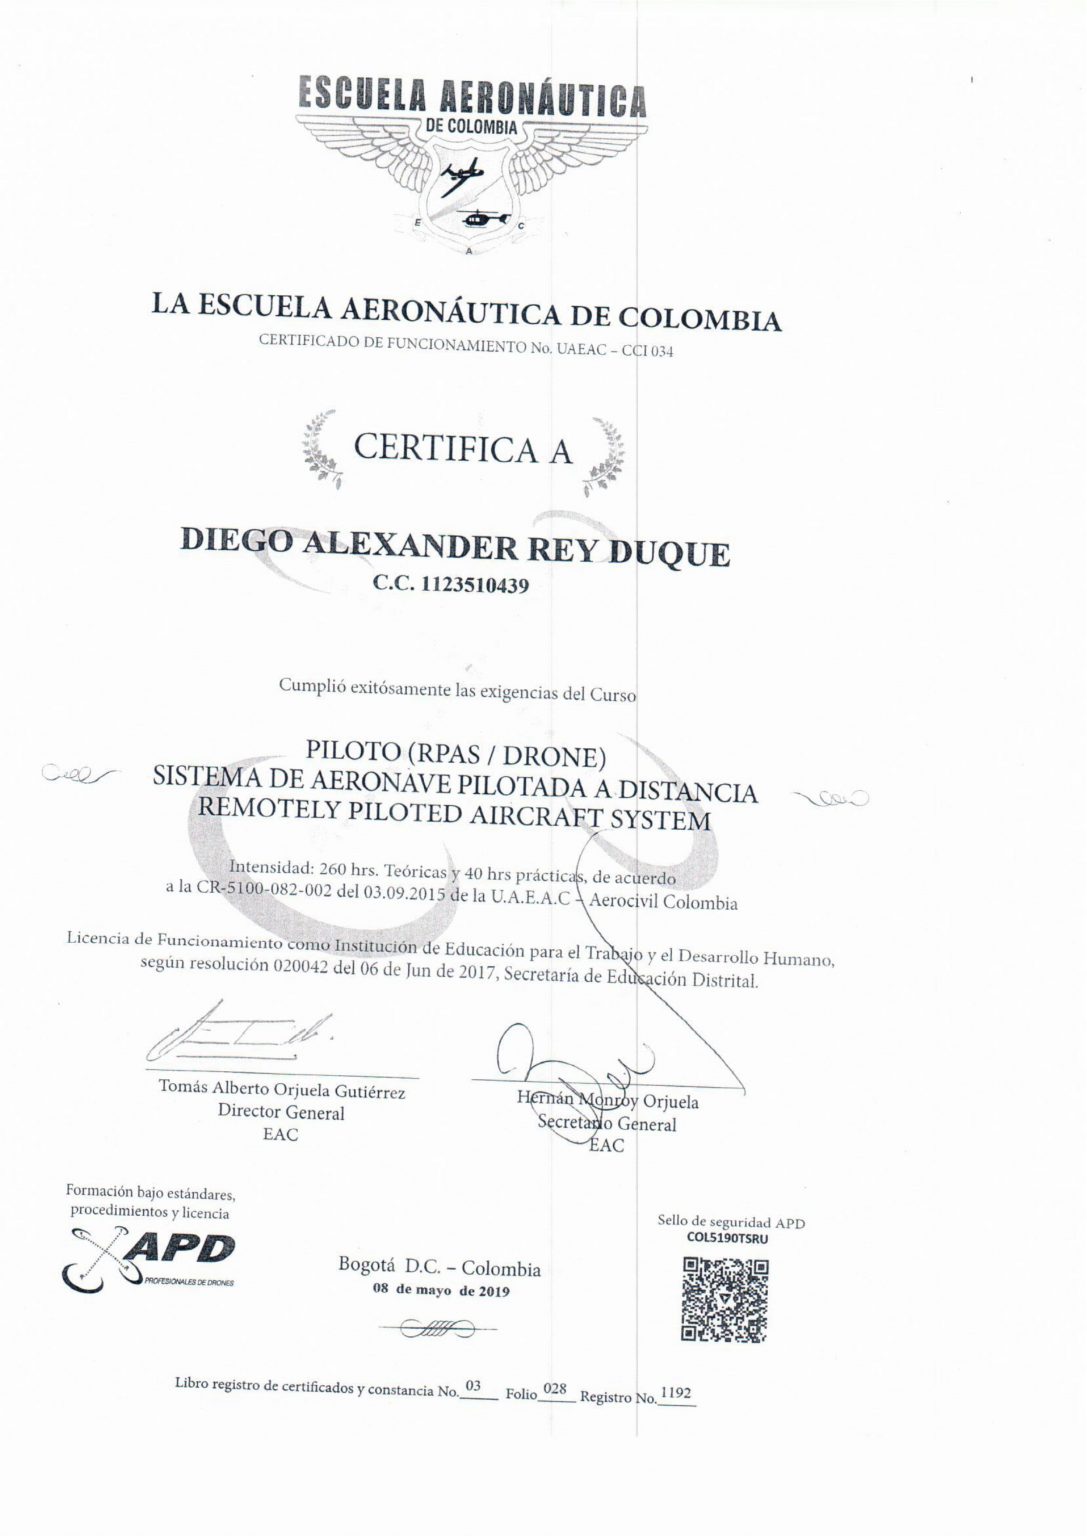 ESCUELA AERONÁUTICA
DE COLOMBIA
E
C
A
LA ESCUELA AERONÁUTICA DE COLOMBIA
CERTIFICADO DE FUNCIONAMIENTO No. UAEAC – CCI 034
CERTIFICA A
DIEGO ALEXANDER REY DUQUE
C.C. 1123510439
Cumplió exitósamente las exigencias del Curso
PILOTO (RPAS / DRONE)
SISTEMA DE AERONAVE PILOTADA A DISTANCIA
REMOTELY PILOTED AIRCRAFT SYSTEM
Intensidad: 260 hrs. Teóricas y 40 hrs prácticas, de acuerdo
a la CR-5100-082-002 del 03.09.2015 de la U.A.E.A.C – Aerocivil Colombia
Licencia de Funcionamiento como Institución de Educación para el Trabajo y el Desarrollo Humano,
según resolución 020042 del 06 de Jun de 2017, Secretaría de Educación Distrital.
Tomás Alberto Orjuela Gutiérrez
Director General
EAC
Hernán Monroy Orjuela
Secretario General
EAC
Formación bajo estándares,
procedimientos y licencia
APD
PROFESIONALES DE DRONES
Bogotá D.C. – Colombia
08 de mayo de 2019
Sello de seguridad APD
COL5190TSRU
Libro registro de certificados y constancia No. 03 Folio 028 Registro No. 1192